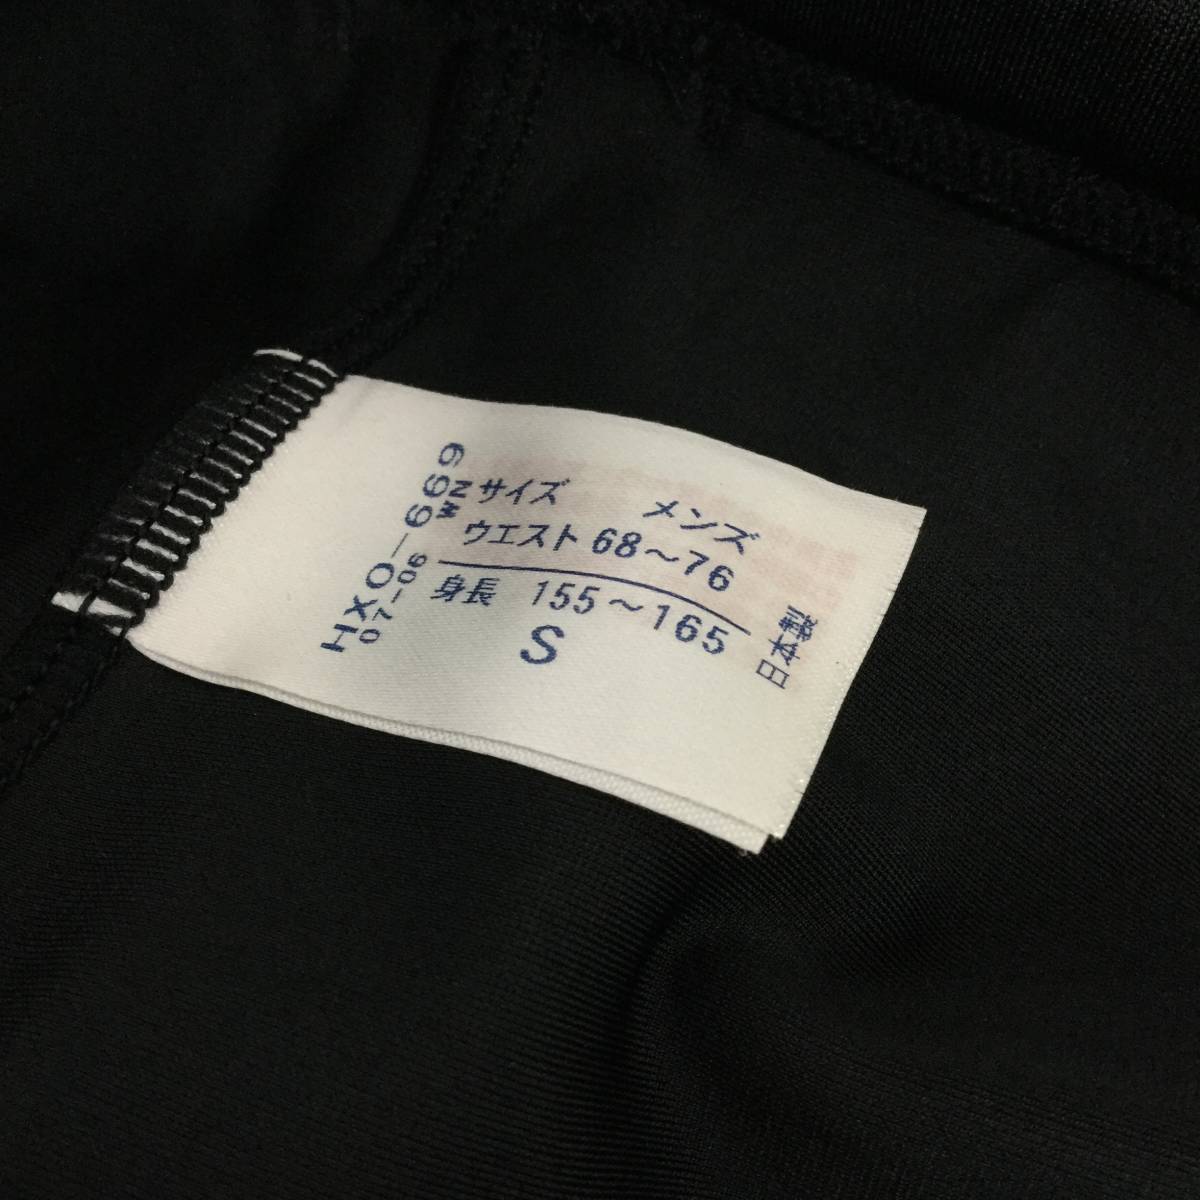 サイズ メンズ
ウエスト 68～76
身長 155～165
S
HXO-669
07-06 WN
日本製